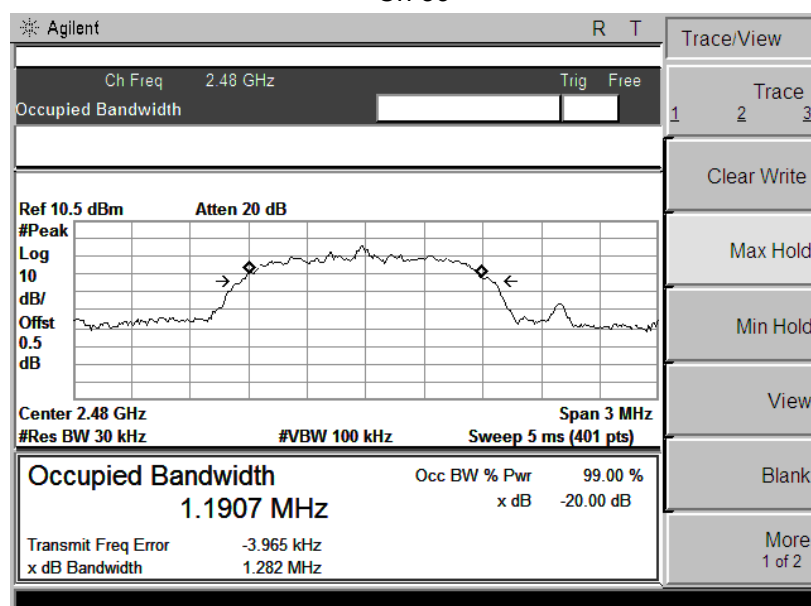 Agilent R T
Ch Freq 2.48 GHz Trig Free
Occupied Bandwidth
Ref 10.5 dBm Atten 20 dB
#Peak
Log
10
dB/
Offst
0.5
dB
Center 2.48 GHz Span 3 MHz
#Res BW 30 kHz #VBW 100 kHz Sweep 5 ms (401 pts)
Occupied Bandwidth Occ BW % Pwr 99.00 %
1.1907 MHz x dB -20.00 dB
Transmit Freq Error -3.965 kHz
x dB Bandwidth 1.282 MHz
Trace/View
Trace
1 2 3
Clear Write
Max Hold
Min Hold
View
Blank
More
1 of 2